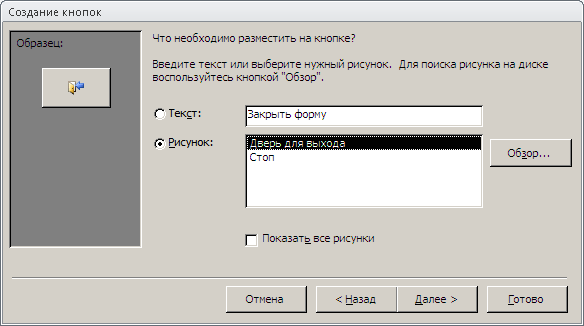 Создание кнопок
Образец:
Что необходимо разместить на кнопке?
Введите текст или выберите нужный рисунок. Для поиска рисунка на диске
воспользуйтесь кнопкой "Обзор".
Текст:
Закрыть форму
Рисунок:
Дверь для выхода
Стоп
Обзор...
Показать все рисунки
Отмена
< Назад
Далее >
Готово